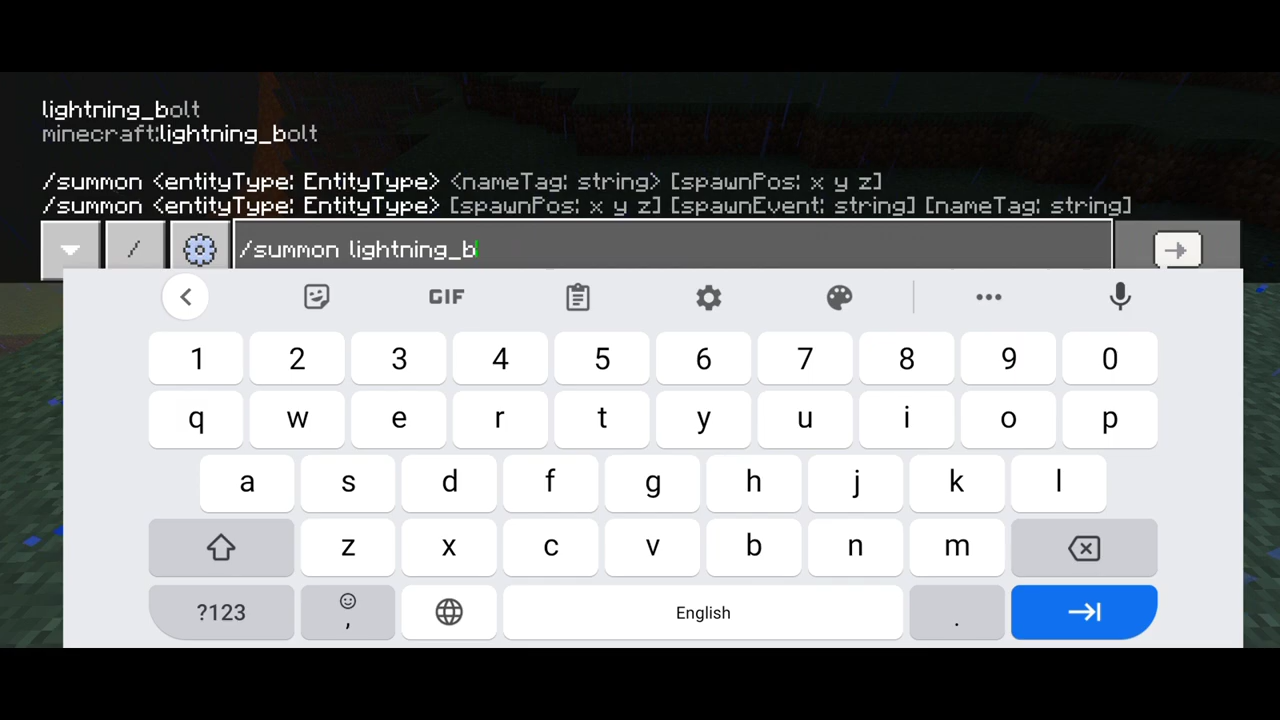 lightning_bolt
minecraft:lightning_bolt
/summon <entityType: EntityType> <nameTag: string> [spawnPos: x y z]
/summon <entityType: EntityType> [spawnPos: x y z] [spawnEvent: string] [nameTag: string]
/ /summon lightning_b
GIF
1 2 3 4 5 6 7 8 9 0
q w e r t y u i o p
a s d f g h j k l
z x c v b n m
?123 , English .